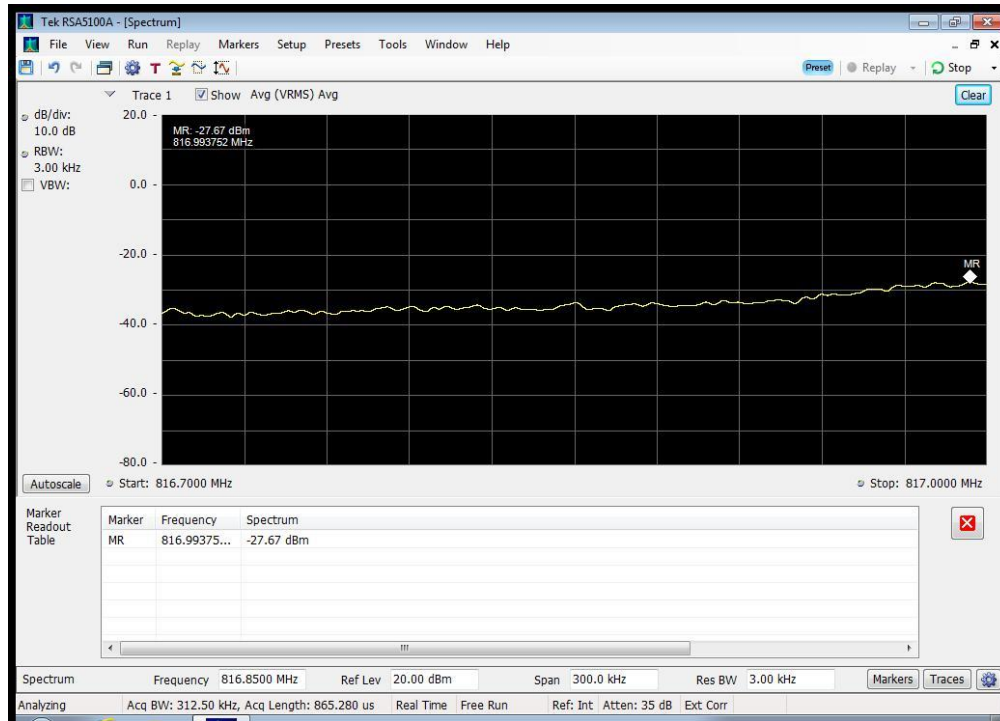 Tek RSA5100A - [Spectrum]
File View Run Replay Markers Setup Presets Tools Window Help
T Preset Replay Stop
Trace 1 Show Avg (VRMS) Avg Clear
dB/div:
10.0 dB
RBW:
3.00 kHz
VBW:
20.0
0.0
-20.0
-40.0
-60.0
-80.0
MR: -27.67 dBm
816.993752 MHz
MR
Autoscale Start: 816.7000 MHz Stop: 817.0000 MHz
Marker
Readout
Table
Marker Frequency Spectrum
MR 816.99375... -27.67 dBm
Spectrum Frequency 816.8500 MHz Ref Lev 20.00 dBm Span 300.0 kHz Res BW 3.00 kHz Markers Traces
Analyzing Acq BW: 312.50 kHz, Acq Length: 865.280 us Real Time Free Run Ref: Int Atten: 35 dB Ext Corr